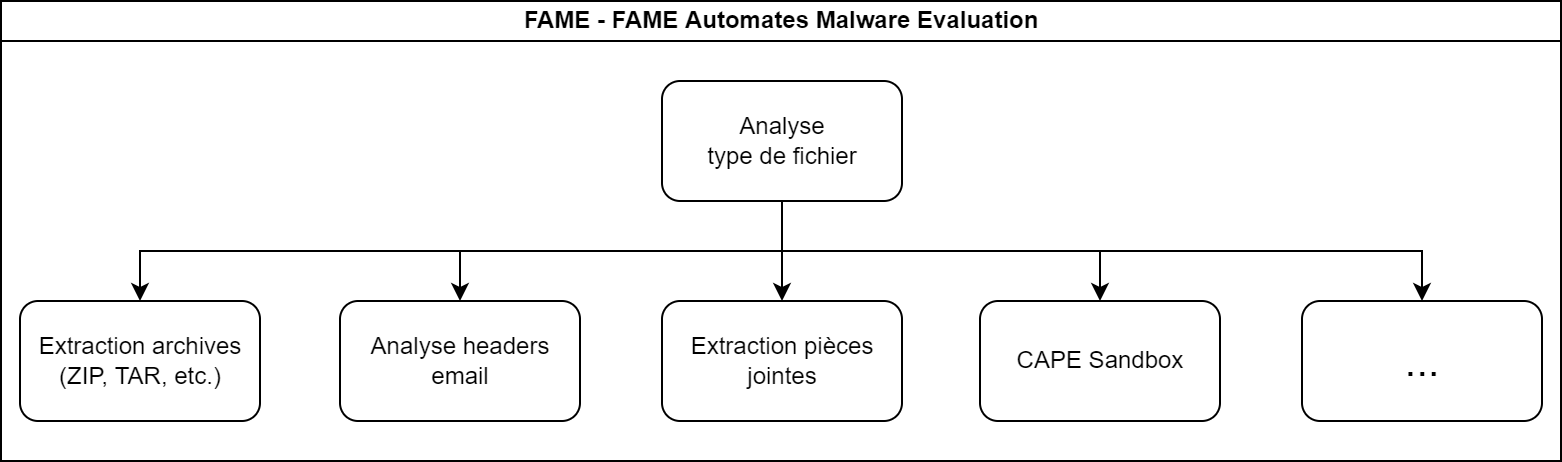 FAME - FAME Automates Malware Evaluation
Analyse
type de fichier
Extraction archives
(ZIP, TAR, etc.)
Analyse headers
email
Extraction pièces
jointes
CAPE Sandbox
...